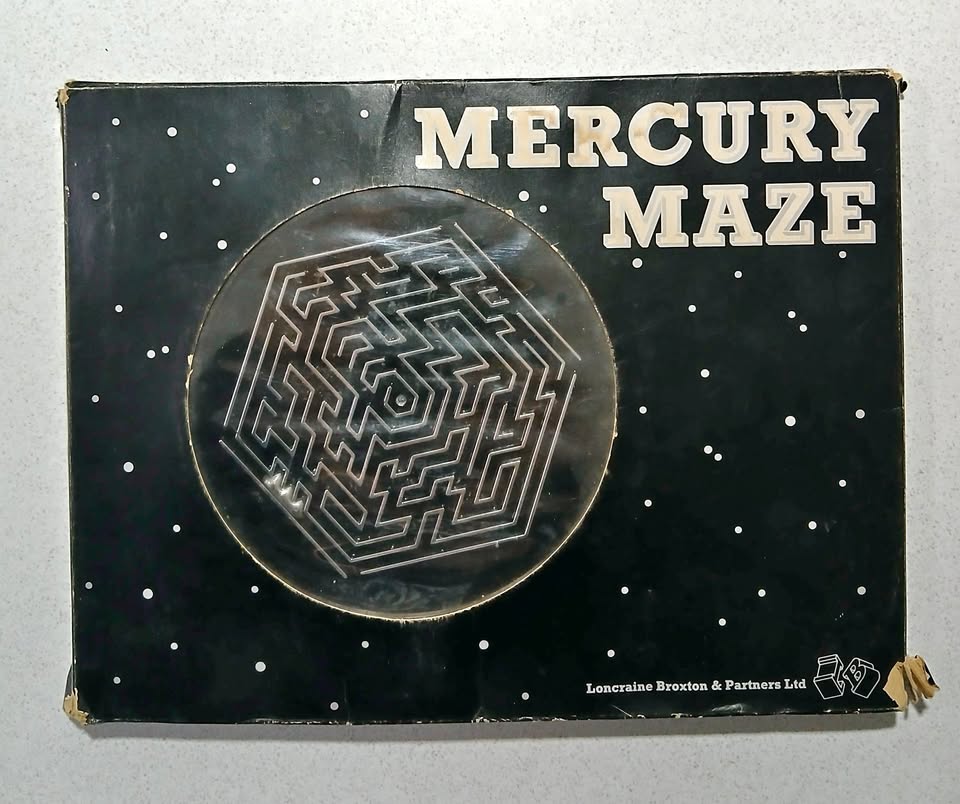 MERCURY
MAZE
Loncraine Broxton & Partners Ltd